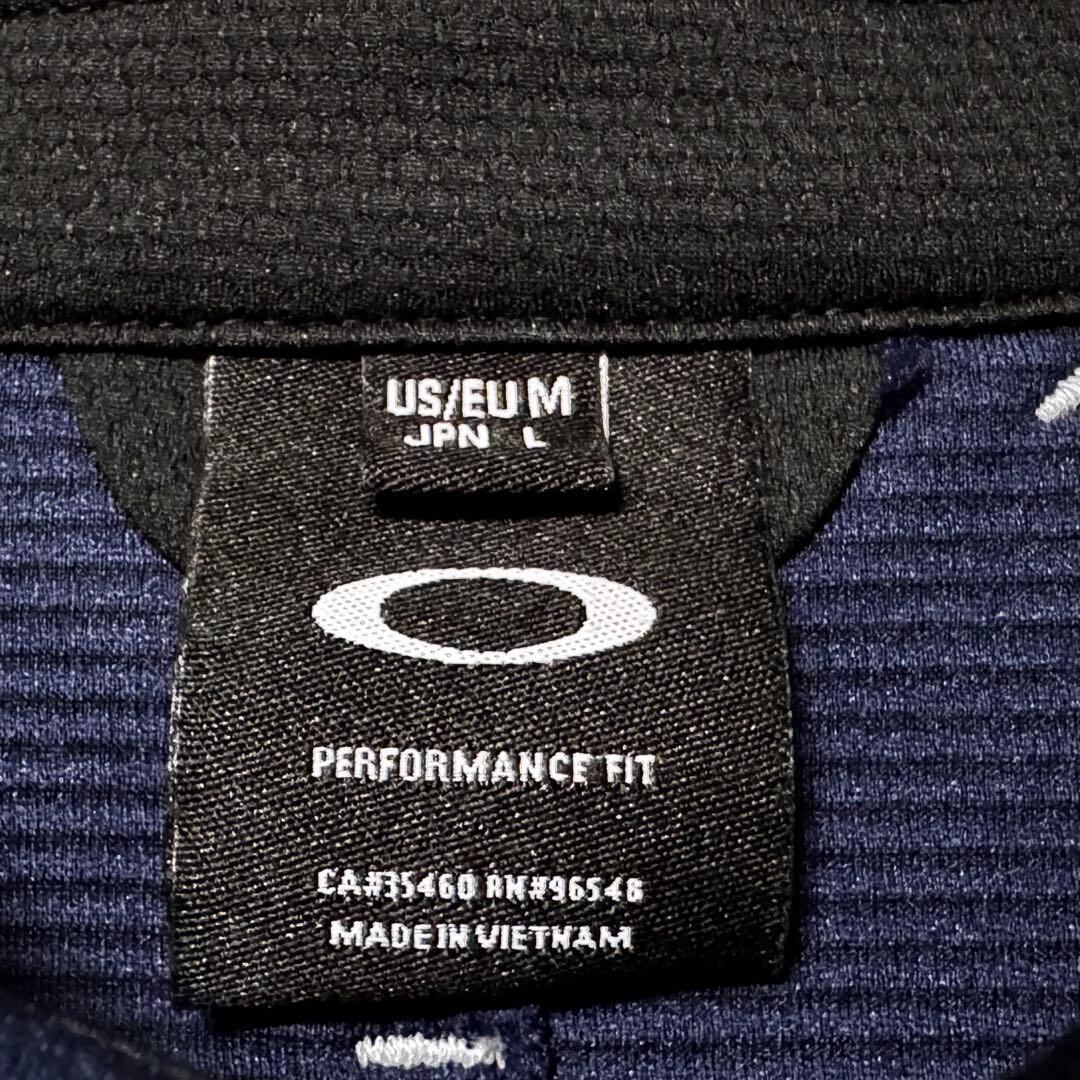 US/EU M
JPN L
PERFORMANCE FIT
CA#35460 RN#96548
MADE IN VIETNAM